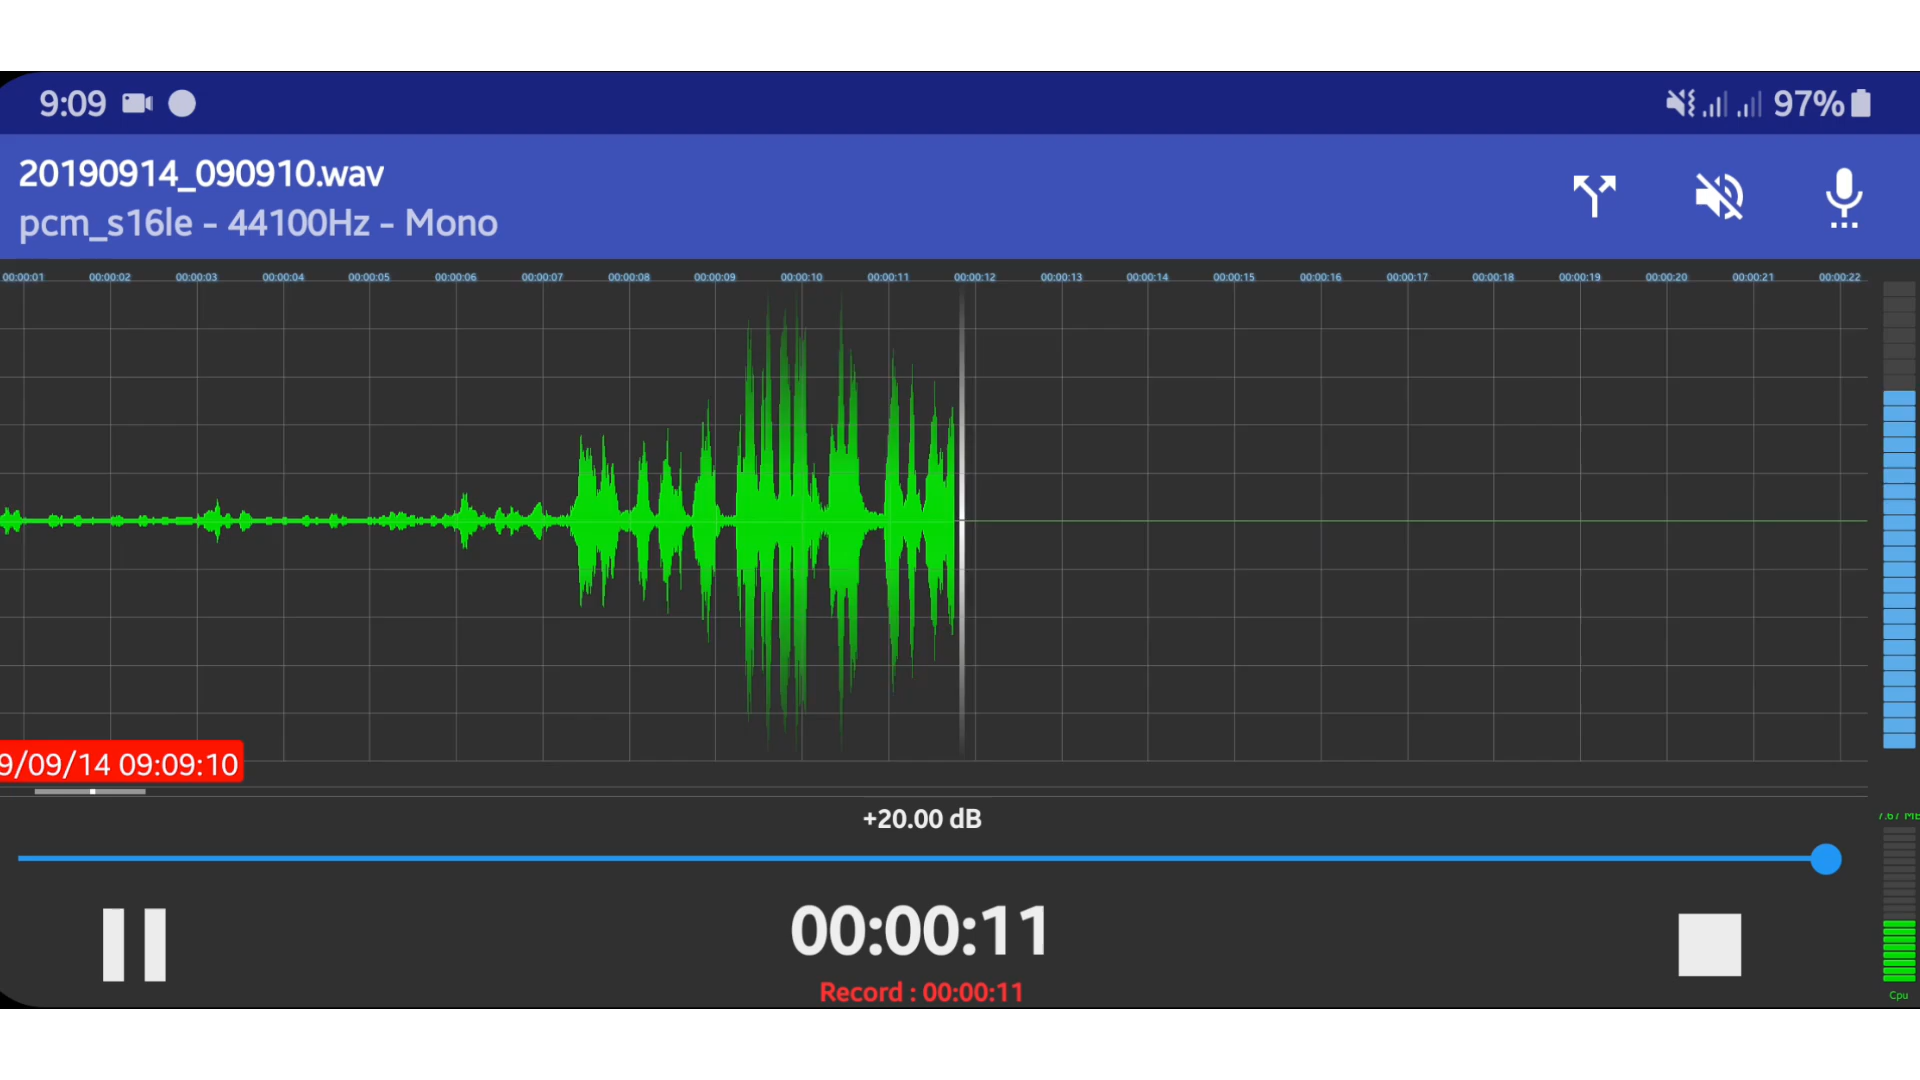 9:09 97%
20190914_090910.wav
pcm_s16le - 44100Hz - Mono
00:00:01 00:00:02 00:00:03 00:00:04 00:00:05 00:00:06 00:00:07 00:00:08 00:00:09 00:00:10 00:00:11 00:00:12 00:00:13 00:00:14 00:00:15 00:00:16 00:00:17 00:00:18 00:00:19 00:00:20 00:00:21 00:00:22
9/09/14 09:09:10
+20.00 dB
7.67 MB
00:00:11
Record : 00:00:11
Cpu